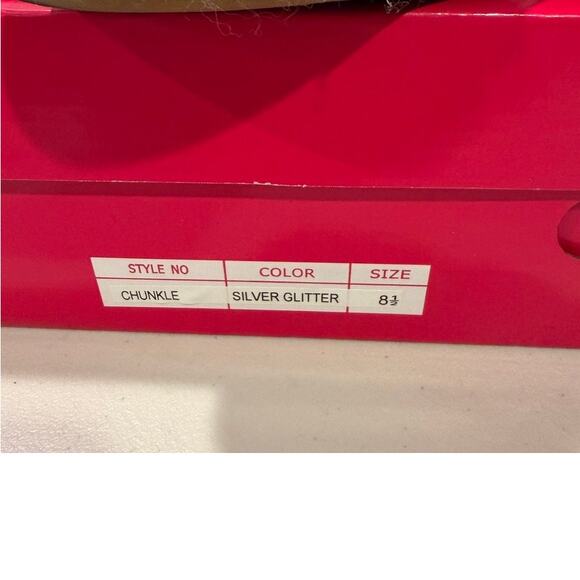 STYLE NO COLOR SIZE
CHUNKLE SILVER GLITTER 8½